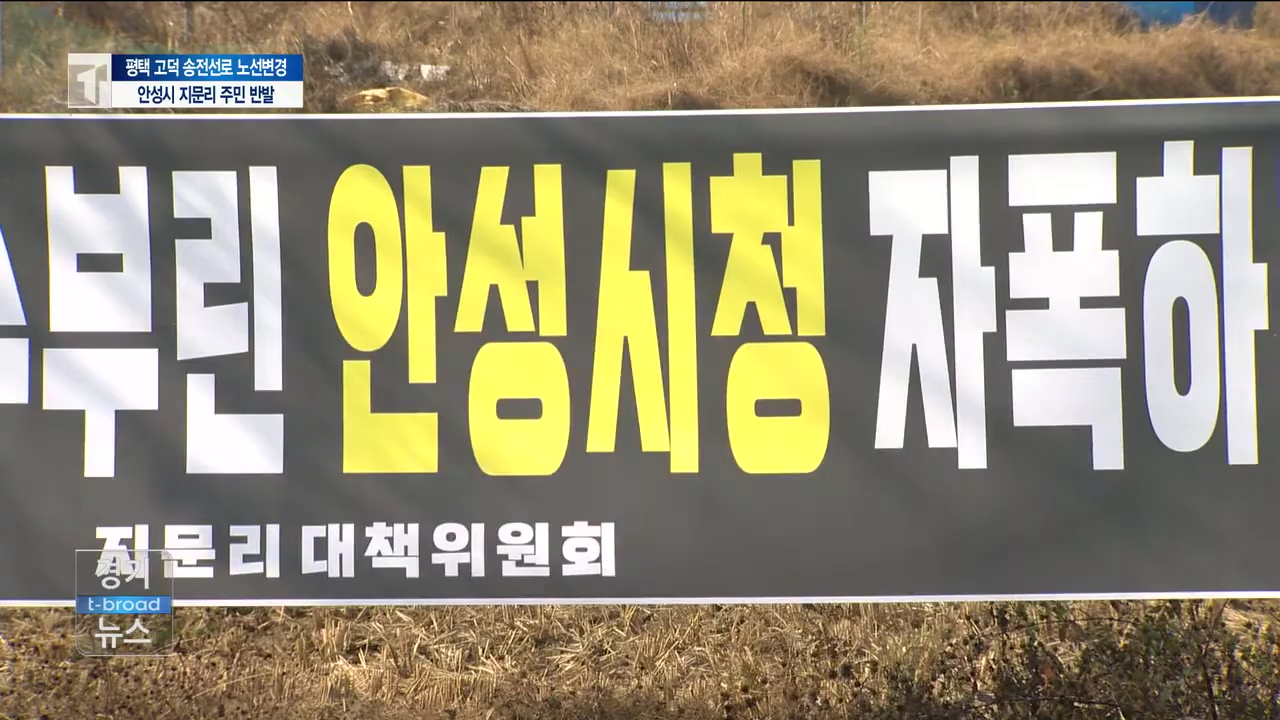 평택 고덕 송전선로 노선변경
안성시 지문리 주민 반발
부린 안성시청 자폭하
지문리 대책위원회
경기
t-broad
뉴스